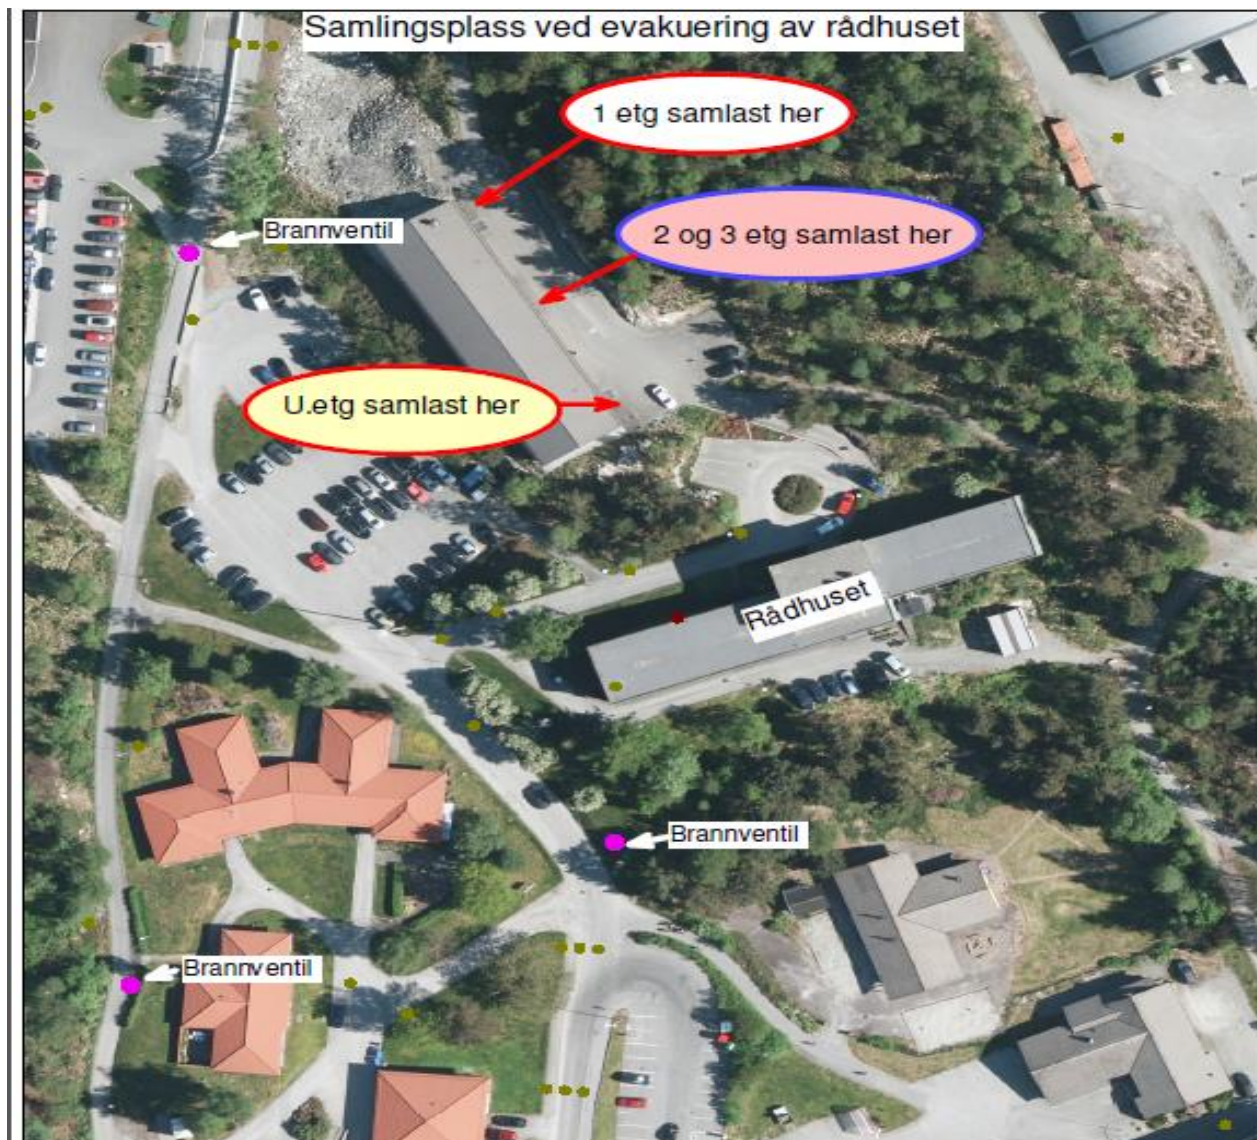 Samlingsplass ved evakuering av rådhuset
1 etg samlast her
Brannventil
2 og 3 etg samlast her
U.etg samlast her
Rådhuset
Brannventil
Brannventil